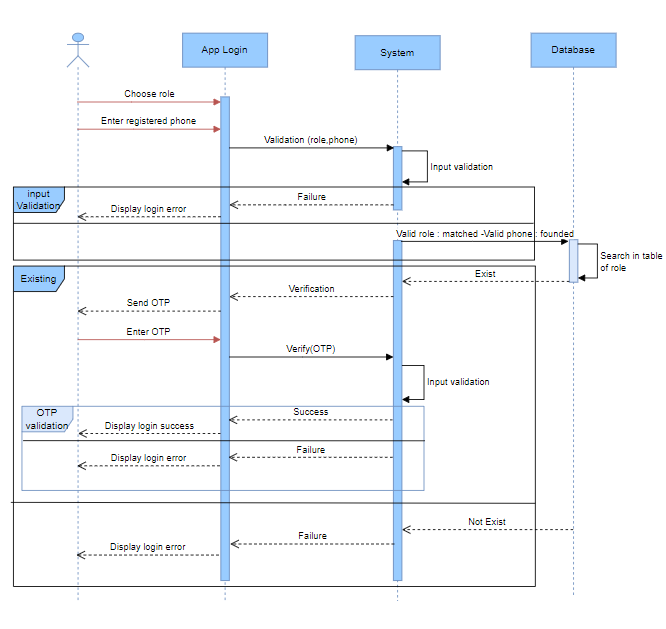 App Login
System
Database
Choose role
Enter registered phone
Validation (role,phone)
Input validation
input
Validation
Failure
Display login error
Valid role : matched -Valid phone : founded
Search in table
of role
Existing
Exist
Verification
Send OTP
Enter OTP
Verify(OTP)
Input validation
OTP
validation
Success
Display login success
Failure
Display login error
Not Exist
Failure
Display login error